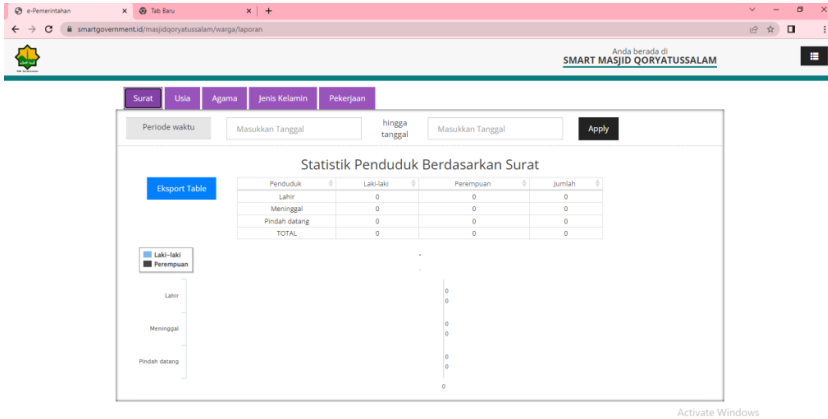 e-Pemerintahan
Tab Baru
smartgovernment.id/masjidqoryatussalam/warga/laporan
Anda berada di
SMART MASJID QORYATUSSALAM
Surat Usia Agama Jenis Kelamin Pekerjaan
Periode waktu Masukkan Tanggal hingga tanggal Masukkan Tanggal Apply
Statistik Penduduk Berdasarkan Surat
Eksport Table
Penduduk Laki-laki Perempuan Jumlah
Lahir 0 0 0
Meninggal 0 0 0
Pindah datang 0 0 0
TOTAL 0 0 0
Laki-laki
Perempuan
Lahir 0 0
Meninggal 0 0
Pindah datang 0 0
0
Activate Windows